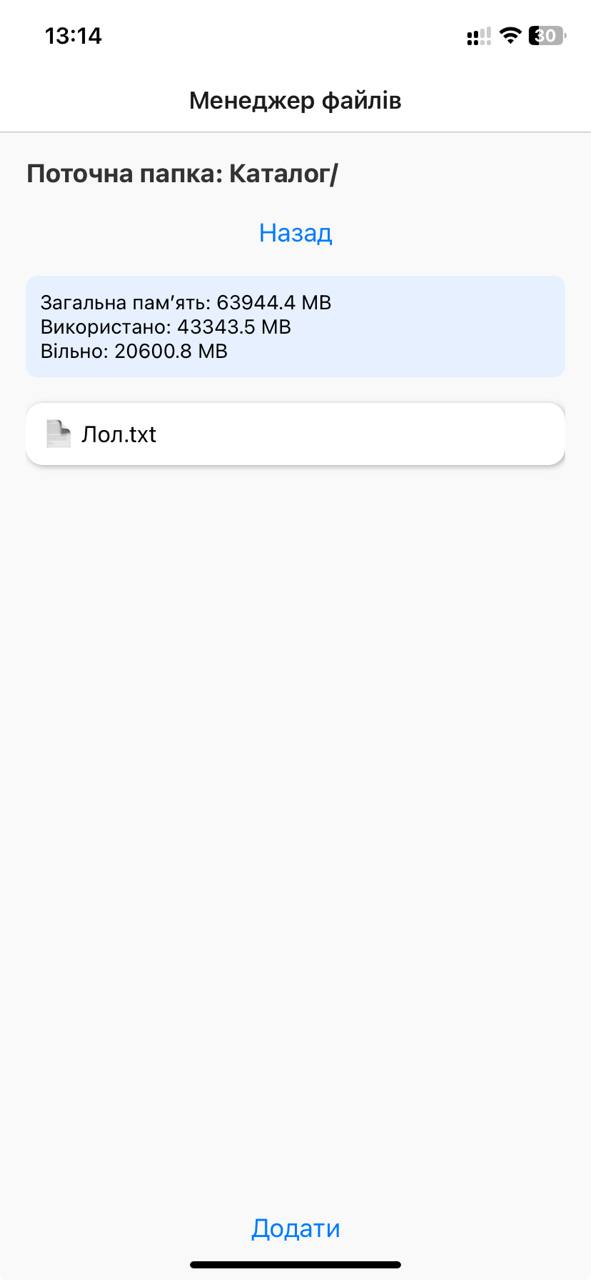 13:14
30
Менеджер файлів
Поточна папка: Каталог/
Назад
Загальна пам’ять: 63944.4 MB
Використано: 43343.5 MB
Вільно: 20600.8 MB
Лол.txt
Додати